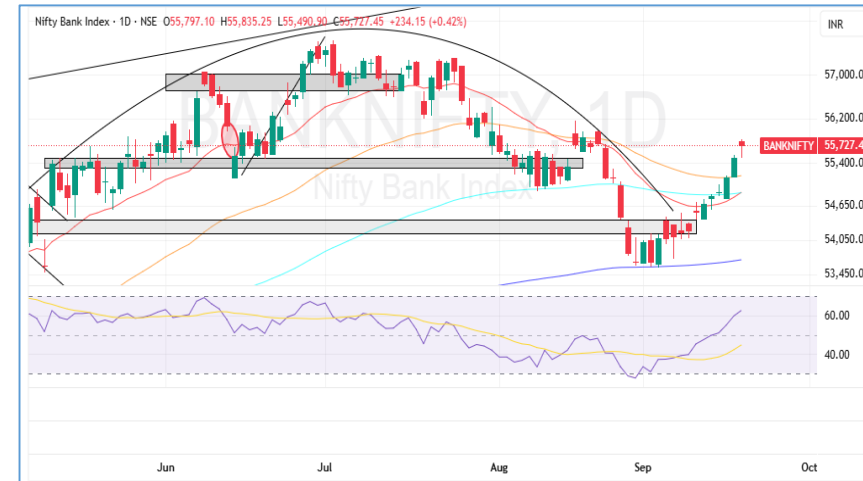 Nifty Bank Index · 1D · NSE O55,797.10 H55,835.25 L55,490.90 C55,727.45 +234.15 (+0.42%)
INR
BANKNIFTY, 1D
Nifty Bank Index
57,000.0
56,200.0
BANKNIFTY 55,727.4
55,400.0
54,650.0
54,050.0
53,450.0
60.00
40.00
Jun Jul Aug Sep Oct